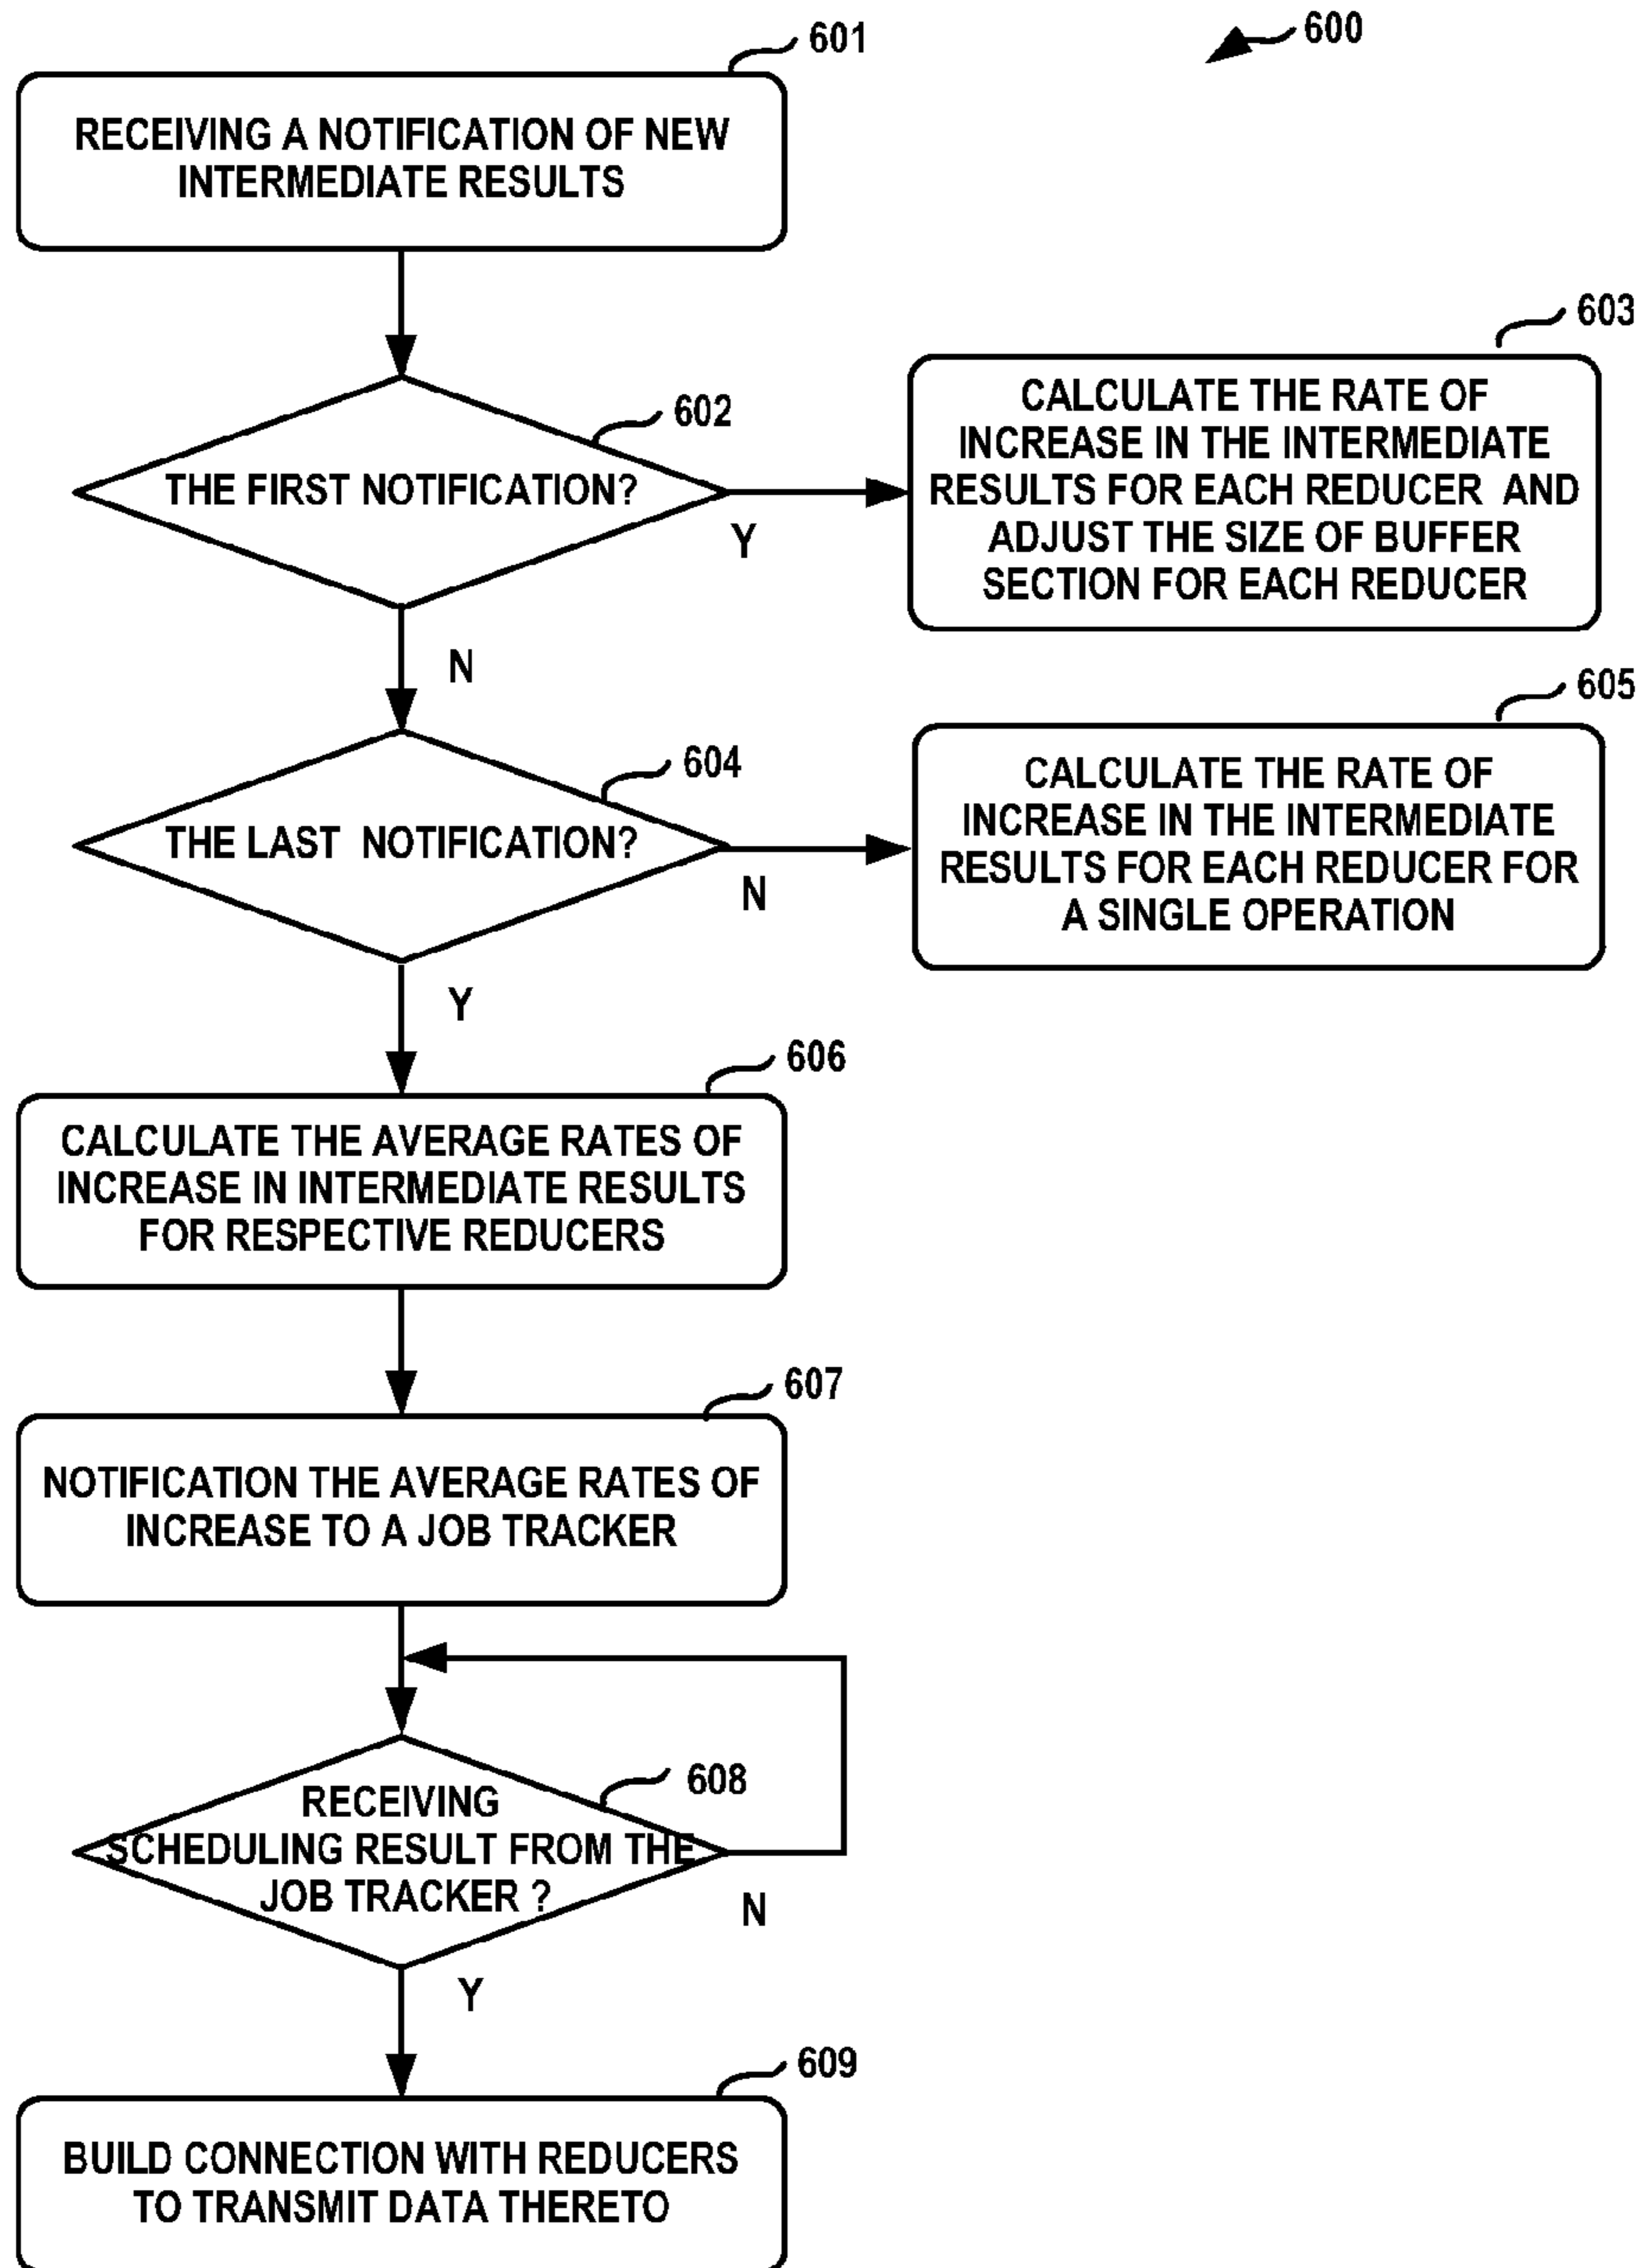 601
600
RECEIVING A NOTIFICATION OF NEW
INTERMEDIATE RESULTS
602
THE FIRST NOTIFICATION?
Y
N
603
CALCULATE THE RATE OF
INCREASE IN THE INTERMEDIATE
RESULTS FOR EACH REDUCER AND
ADJUST THE SIZE OF BUFFER
SECTION FOR EACH REDUCER
604
THE LAST NOTIFICATION?
N
Y
605
CALCULATE THE RATE OF
INCREASE IN THE INTERMEDIATE
RESULTS FOR EACH REDUCER FOR
A SINGLE OPERATION
606
CALCULATE THE AVERAGE RATES OF
INCREASE IN INTERMEDIATE RESULTS
FOR RESPECTIVE REDUCERS
607
NOTIFICATION THE AVERAGE RATES OF
INCREASE TO A JOB TRACKER
608
RECEIVING
SCHEDULING RESULT FROM THE
JOB TRACKER ?
N
Y
609
BUILD CONNECTION WITH REDUCERS
TO TRANSMIT DATA THERETO